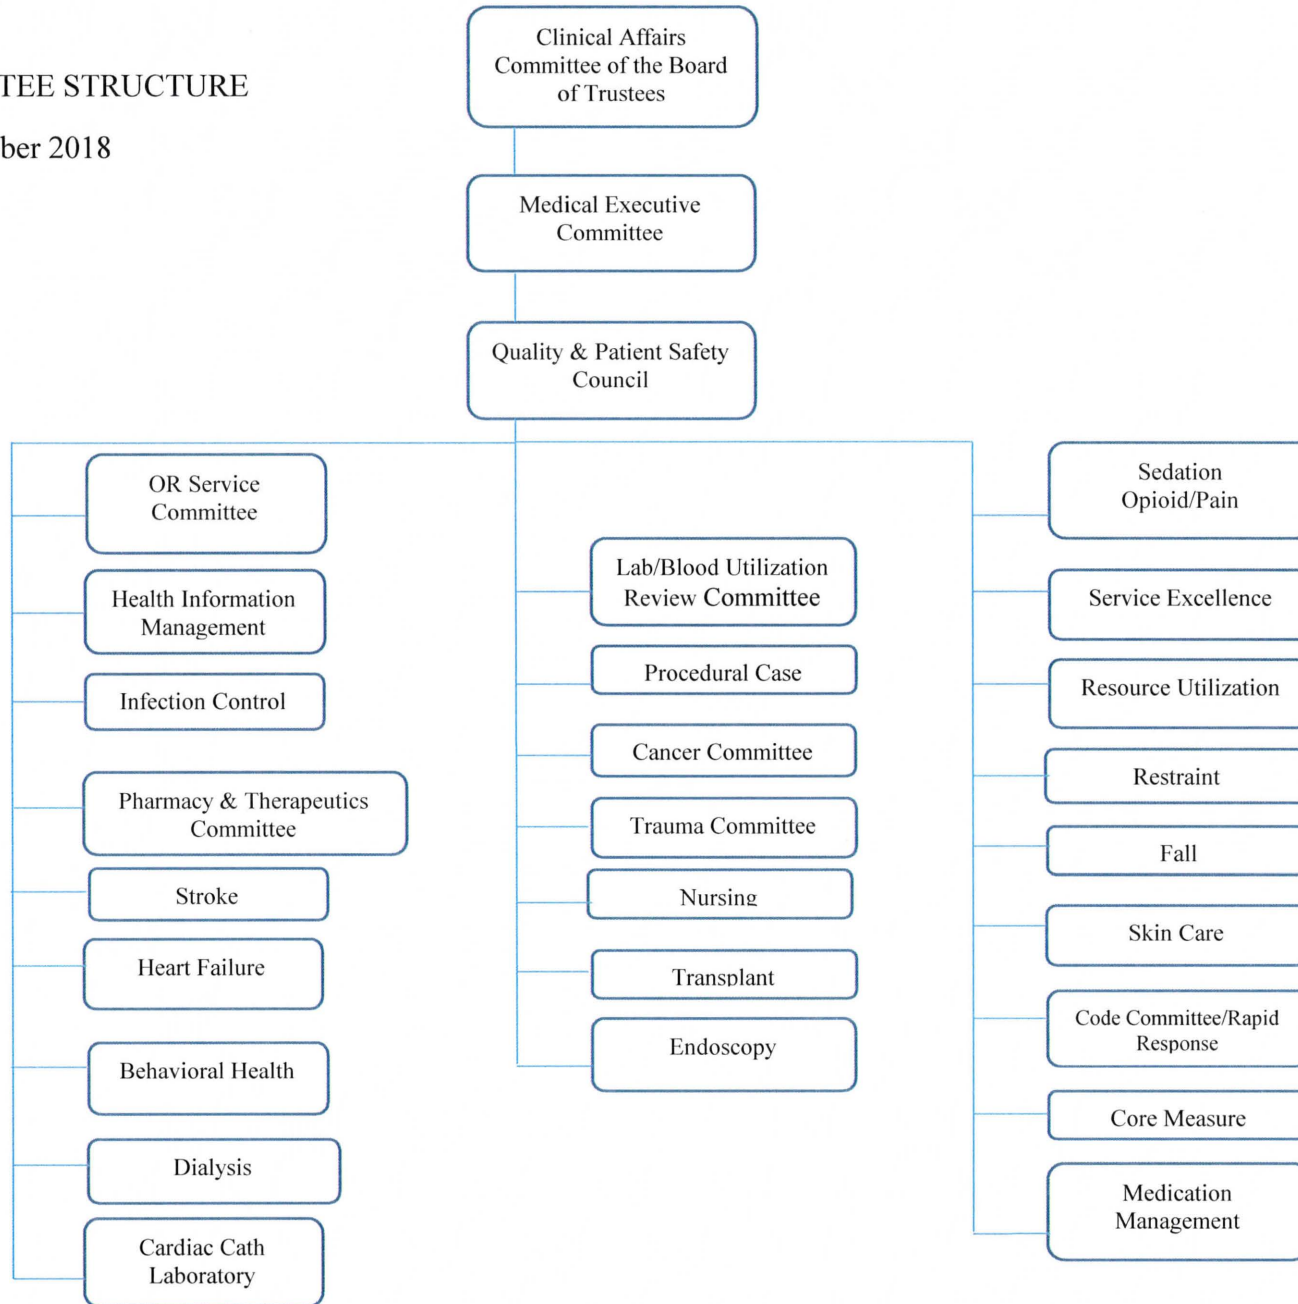 TEE STRUCTURE
ber 2018
Clinical Affairs
Committee of the Board
of Trustees
Medical Executive
Committee
Quality & Patient Safety
Council
OR Service
Committee
Health Information
Management
Infection Control
Pharmacy & Therapeutics
Committee
Stroke
Heart Failure
Behavioral Health
Dialysis
Cardiac Cath
Laboratory
Lab/Blood Utilization
Review Committee
Procedural Case
Cancer Committee
Trauma Committee
Nursing
Transplant
Endoscopy
Sedation
Opioid/Pain
Service Excellence
Resource Utilization
Restraint
Fall
Skin Care
Code Committee/Rapid
Response
Core Measure
Medication
Management